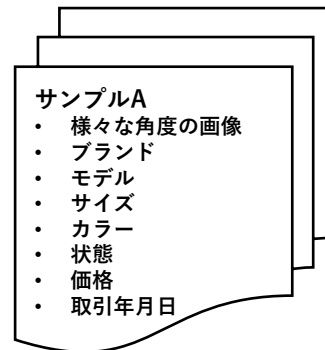 サンプルA
• 様々な角度の画像
• ブランド
• モデル
• サイズ
• カラー
• 状態
• 価格
• 取引年月日